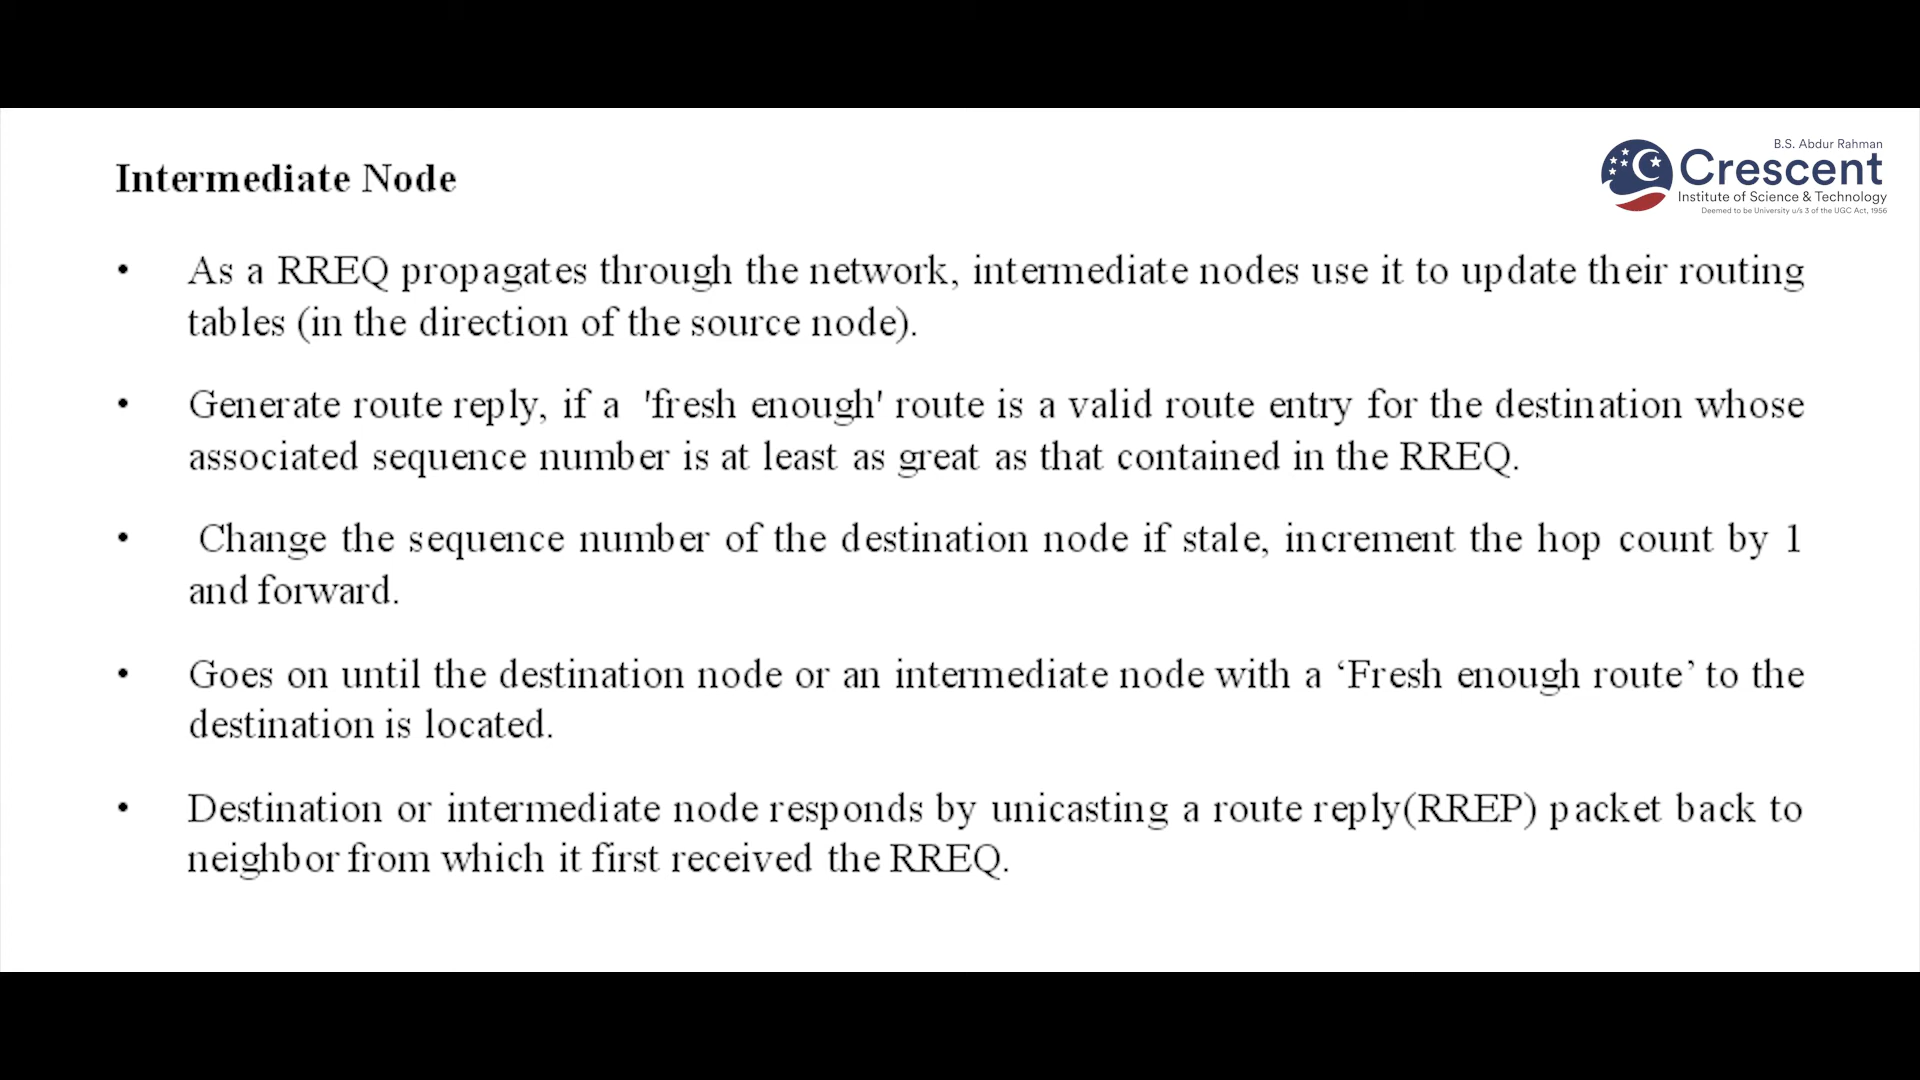 B.S. Abdur Rahman
Crescent
Institute of Science & Technology
Deemed to be University u/s 3 of the UGC Act, 1956
Intermediate Node
• As a RREQ propagates through the network, intermediate nodes use it to update their routing
tables (in the direction of the source node).
• Generate route reply, if a 'fresh enough' route is a valid route entry for the destination whose
associated sequence number is at least as great as that contained in the RREQ.
• Change the sequence number of the destination node if stale, increment the hop count by 1
and forward.
• Goes on until the destination node or an intermediate node with a ‘Fresh enough route’ to the
destination is located.
• Destination or intermediate node responds by unicasting a route reply(RREP) packet back to
neighbor from which it first received the RREQ.